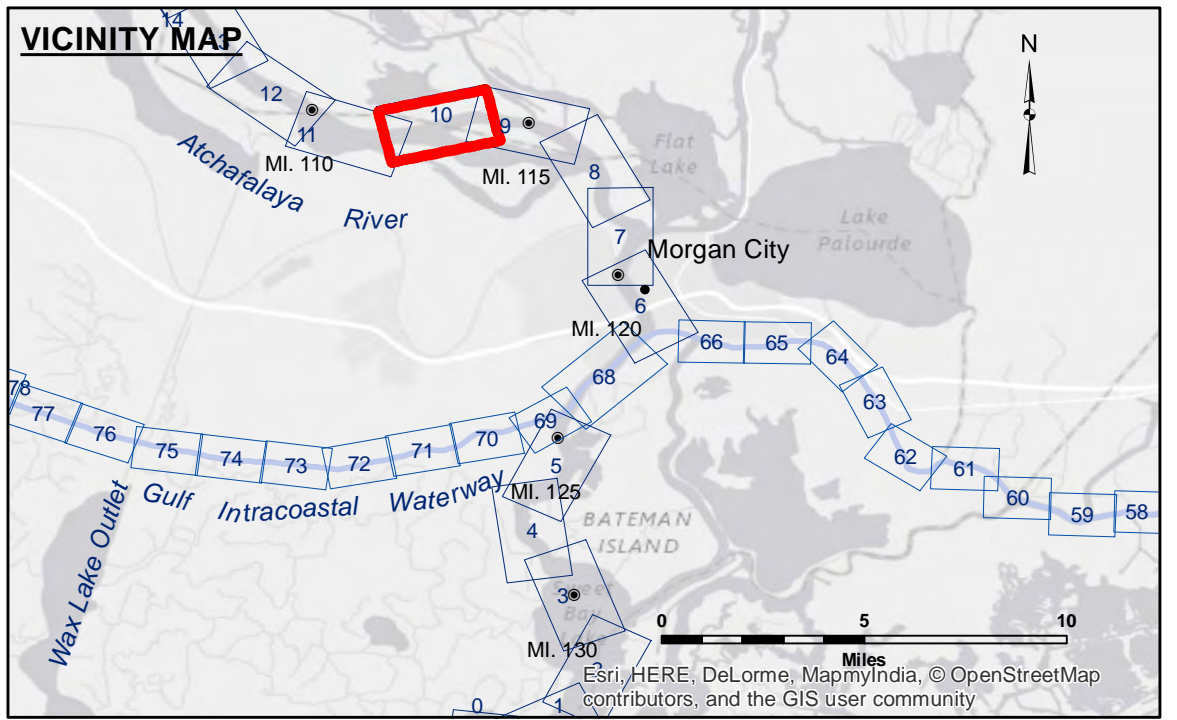 VICINITY MAP
14
13
12
11
10
9
8
7
6
MI. 110
MI. 115
Atchafalaya
River
Flat
Lake
Lake
Palourde
N
Morgan City
MI. 120
66
65
64
63
62
61
60
59
58
68
69
70
71
72
73
74
75
76
77
78
Gulf
Intracoastal
Waterway
Wax Lake Outlet
5
MI. 125
4
BATEMAN
ISLAND
3
Sweet
Bay
MI. 130
2
1
0
0 5 10
Miles
Esri, HERE, DeLorme, MapmyIndia, © OpenStreetMap
contributors, and the GIS user community